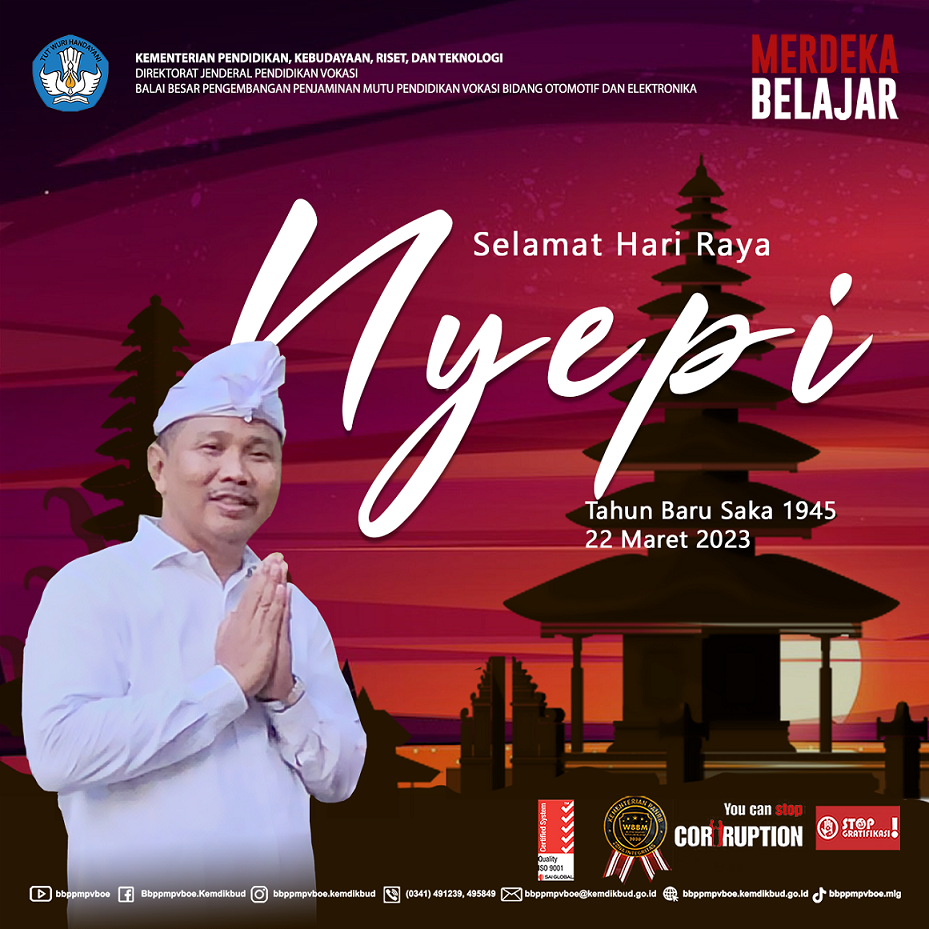 TUT WURI HANDAYANI
KEMENTERIAN PENDIDIKAN, KEBUDAYAAN, RISET, DAN TEKNOLOGI
DIREKTORAT JENDERAL PENDIDIKAN VOKASI
BALAI BESAR PENGEMBANGAN PENJAMINAN MUTU PENDIDIKAN VOKASI BIDANG OTOMOTIF DAN ELEKTRONIKA
MERDEKA
BELAJAR
Selamat Hari Raya
Nyepi
Tahun Baru Saka 1945
22 Maret 2023
Certified System
Quality
ISO 9001
SAI GLOBAL
KEMENTERIAN PANRB
WBBM
You can stop
CORRUPTION
STOP
GRATIFIKASI!
bbppmpvboe
Bbppmpvboe.Kemdikbud
bbppmpvboe.kemdikbud
(0341) 491239, 495849
bbppmpvboe@kemdikbud.go.id
bbppmpvboe.kemdikbud.go.id
bbppmpvboe.mlg